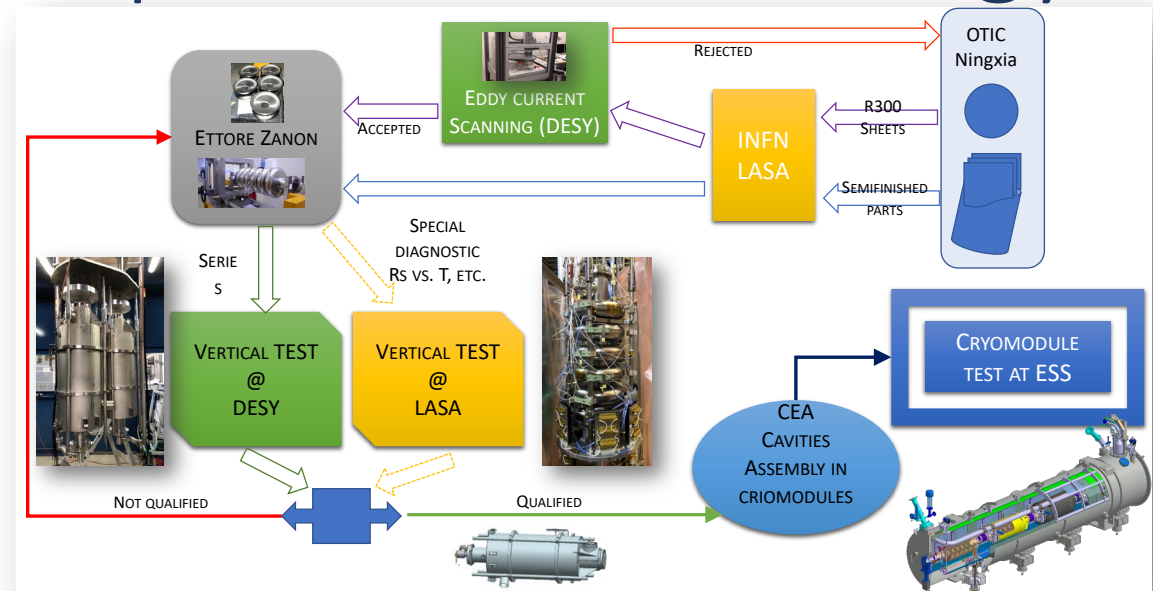 REJECTED
OTIC
Ningxia
EDDY CURRENT
SCANNING (DESY)
ACCEPTED
ETTORE ZANON
INFN
LASA
R300
SHEETS
SEMIFINISHED
PARTS
SERIE
S
SPECIAL
DIAGNOSTIC
RS VS. T, ETC.
VERTICAL TEST
@
DESY
VERTICAL TEST
@
LASA
CRYOMODULE
TEST AT ESS
CEA
CAVITIES
ASSEMBLY IN
CRIOMODULES
NOT QUALIFIED
QUALIFIED